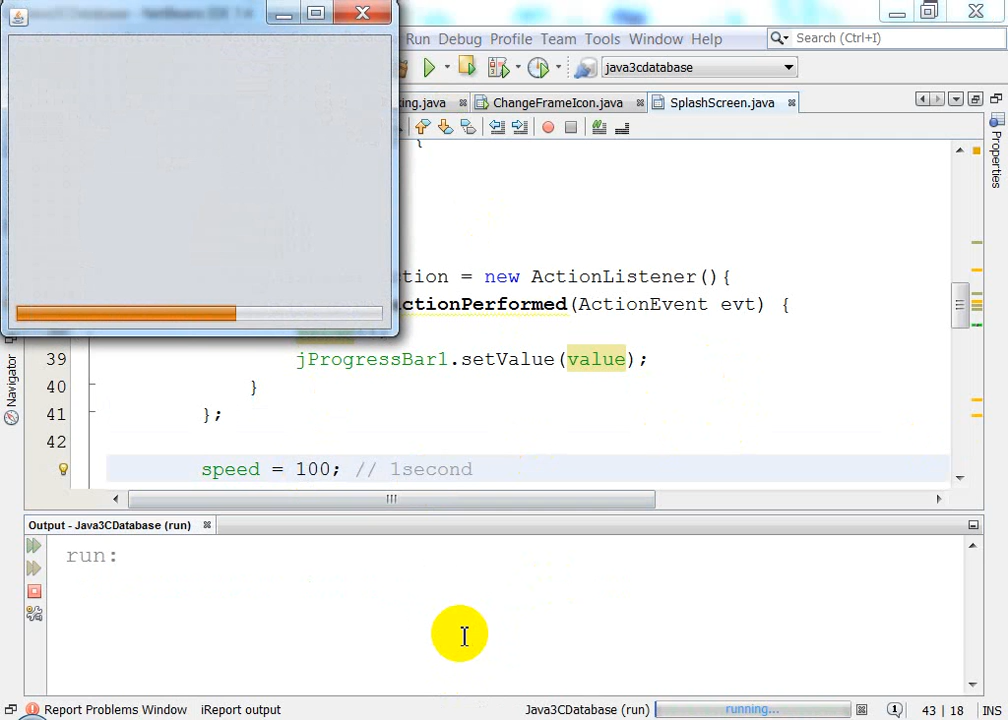 Run Debug Profile Team Tools Window Help
Search (Ctrl+I)
java3cdatabase
ing.java
ChangeFrameIcon.java
SplashScreen.java
Properties
{
tion = new ActionListener(){
ctionPerformed(ActionEvent evt) {
39 jProgressBar1.setValue(value);
40 }
41 };
42
speed = 100; // 1second
Navigator
Output - Java3CDatabase (run)
run:
Report Problems Window
iReport output
Java3CDatabase (run)
running...
43 | 18
INS